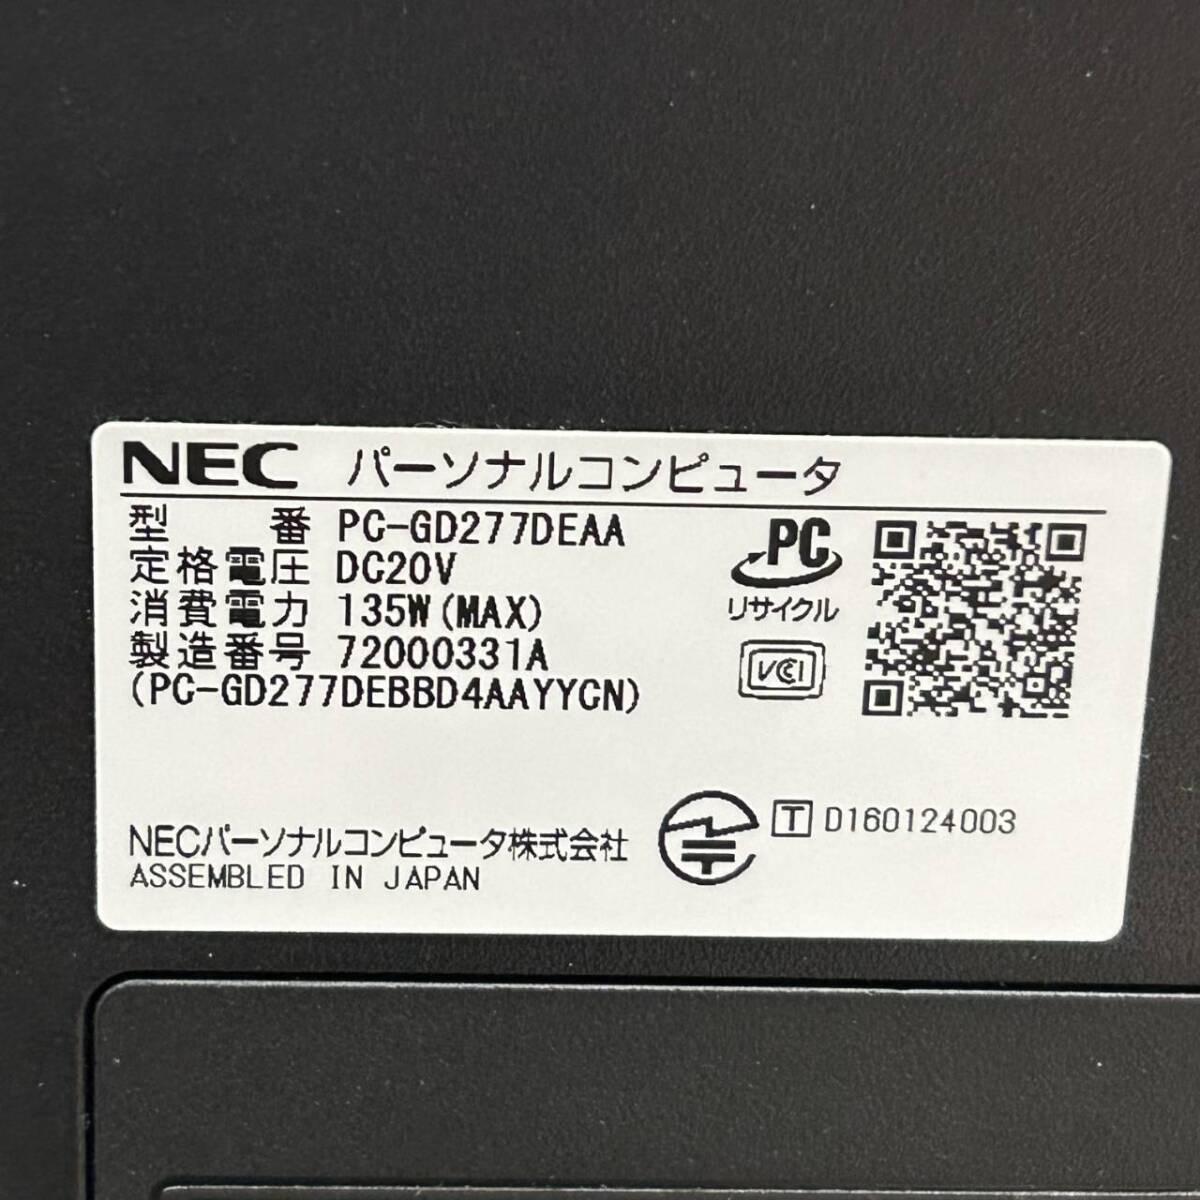 NEC パーソナルコンピュータ
型 番 PC-GD277DEAA
定格電圧 DC20V
消費電力 135W(MAX)
製造番号 72000331A
(PC-GD277DEBBD4AAYYCN)
PC
リサイクル
VCCI
NECパーソナルコンピュータ株式会社
ASSEMBLED IN JAPAN
T D160124003